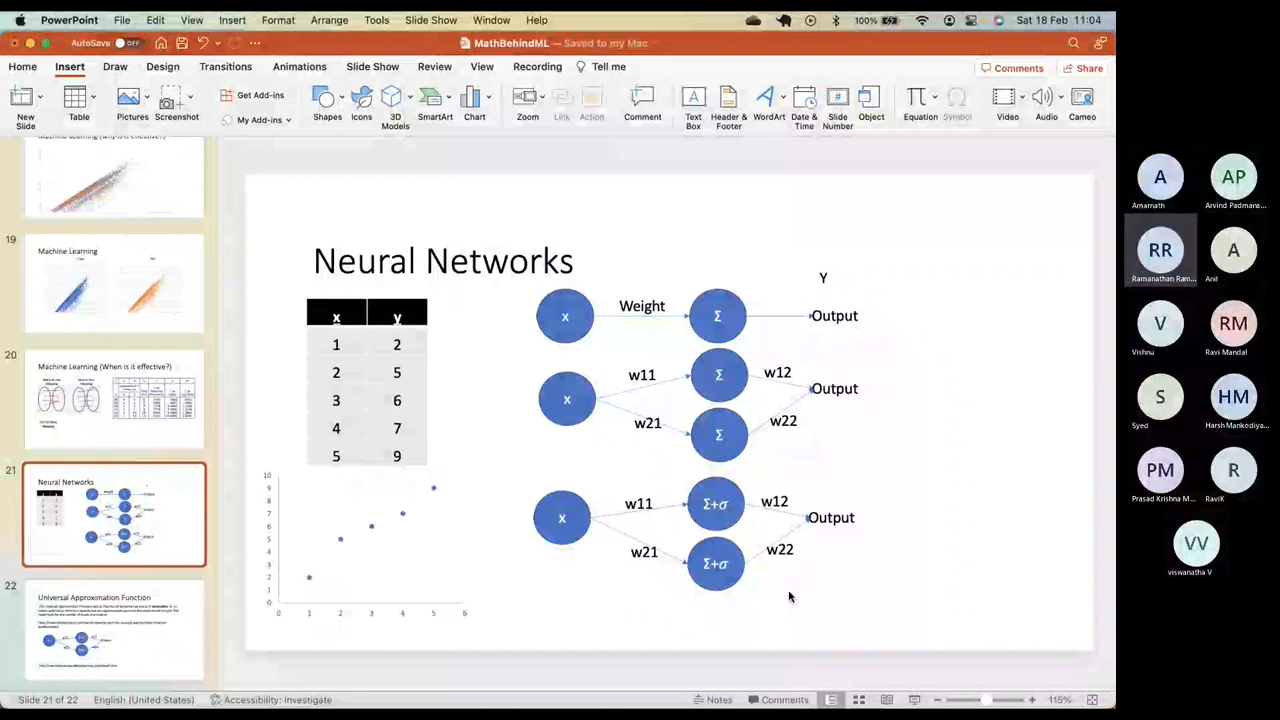 PowerPoint File Edit View Insert Format Arrange Tools Slide Show Window Help 100% Sat 18 Feb 11:04
AutoSave OFF MathBehindML — Saved to my Mac
Home Insert Draw Design Transitions Animations Slide Show Review View Recording Tell me Comments Share
New Slide Table Pictures Screenshot Get Add-ins My Add-ins Shapes Icons 3D Models SmartArt Chart Zoom Link Action Comment Text Box Header & Footer WordArt Date & Time Slide Number Object Equation Symbol Video Audio Cameo
19
Machine Learning
20
Machine Learning (When is it effective?)
21
Neural Networks
22
Universal Approximation Function
Neural Networks
x y
1 2
2 5
3 6
4 7
5 9
10
9
8
7
6
5
4
3
2
1
0
0 1 2 3 4 5 6
Y
x Weight Σ Output
x w11 Σ w12 Output
w21 Σ w22
x w11 Σ+σ w12 Output
w21 Σ+σ w22
A AP
Amarnath Arvind Padmana...
RR A
Ramanathan Ram... Anil
V RM
Vishnu Ravi Mandal
S HM
Syed Harsh Mankodiya...
PM R
Prasad Krishna M... RaviK
VV
viswanatha V
Slide 21 of 22 English (United States) Accessibility: Investigate Notes Comments 115%